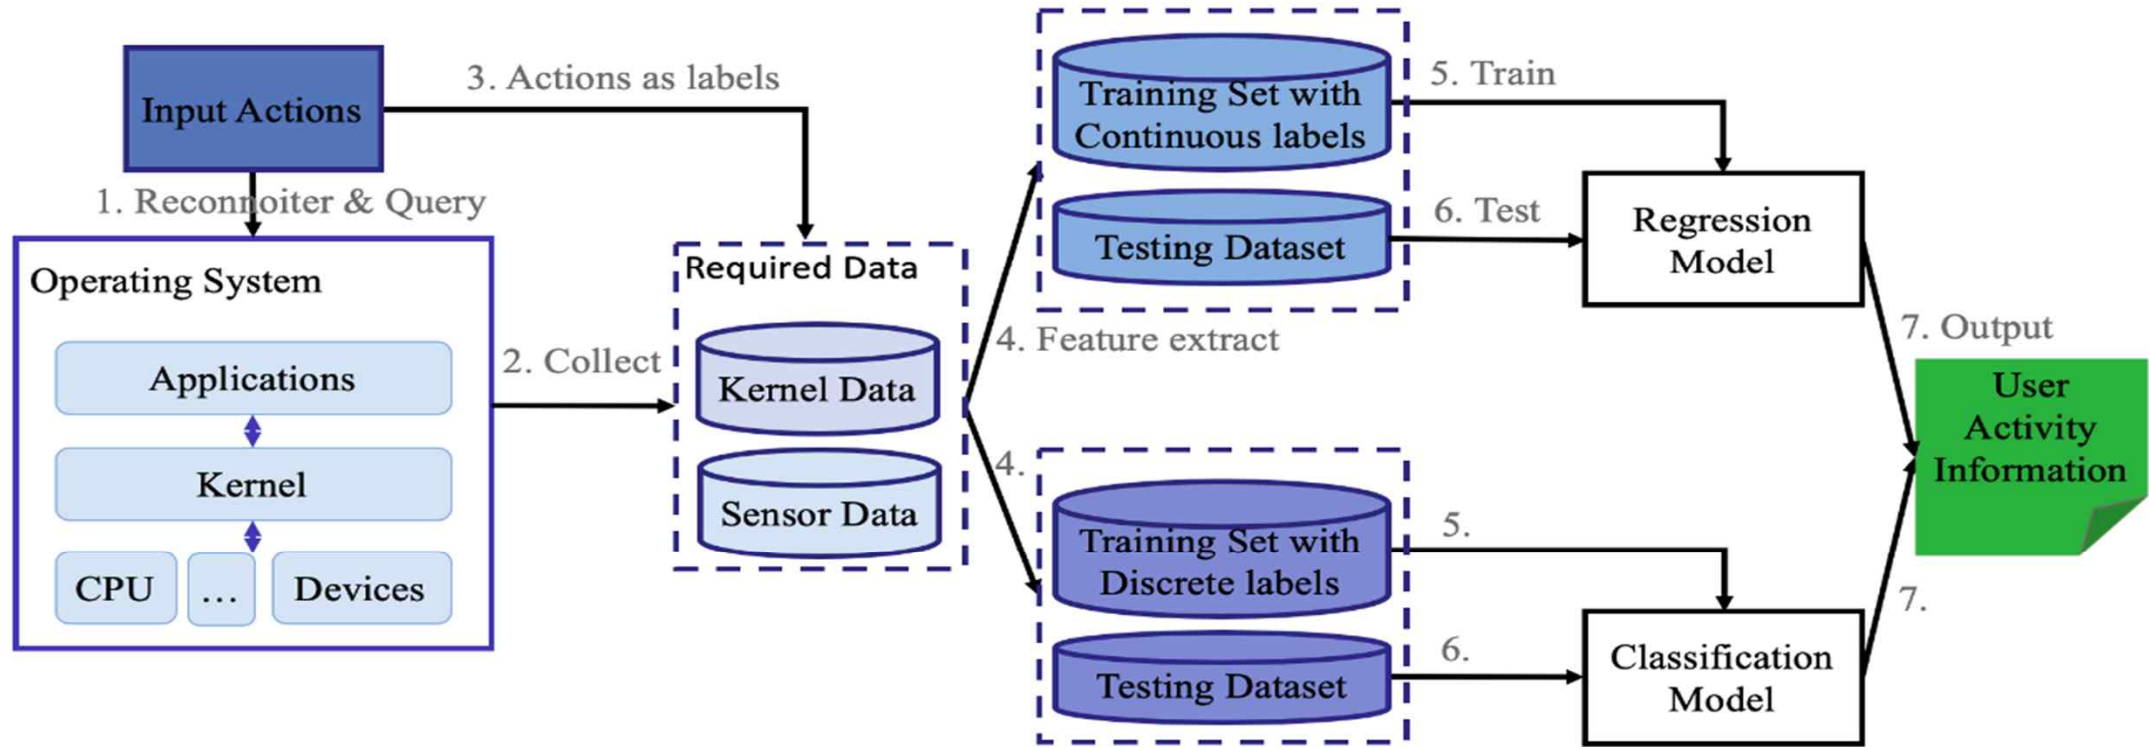 Input Actions
3. Actions as labels
1. Reconnoiter & Query
Operating System
Applications
Kernel
CPU
...
Devices
2. Collect
Required Data
Kernel Data
Sensor Data
4. Feature extract
4.
Training Set with
Continuous labels
Testing Dataset
5. Train
6. Test
Regression
Model
Training Set with
Discrete labels
Testing Dataset
5.
6.
Classification
Model
7. Output
7.
User
Activity
Information